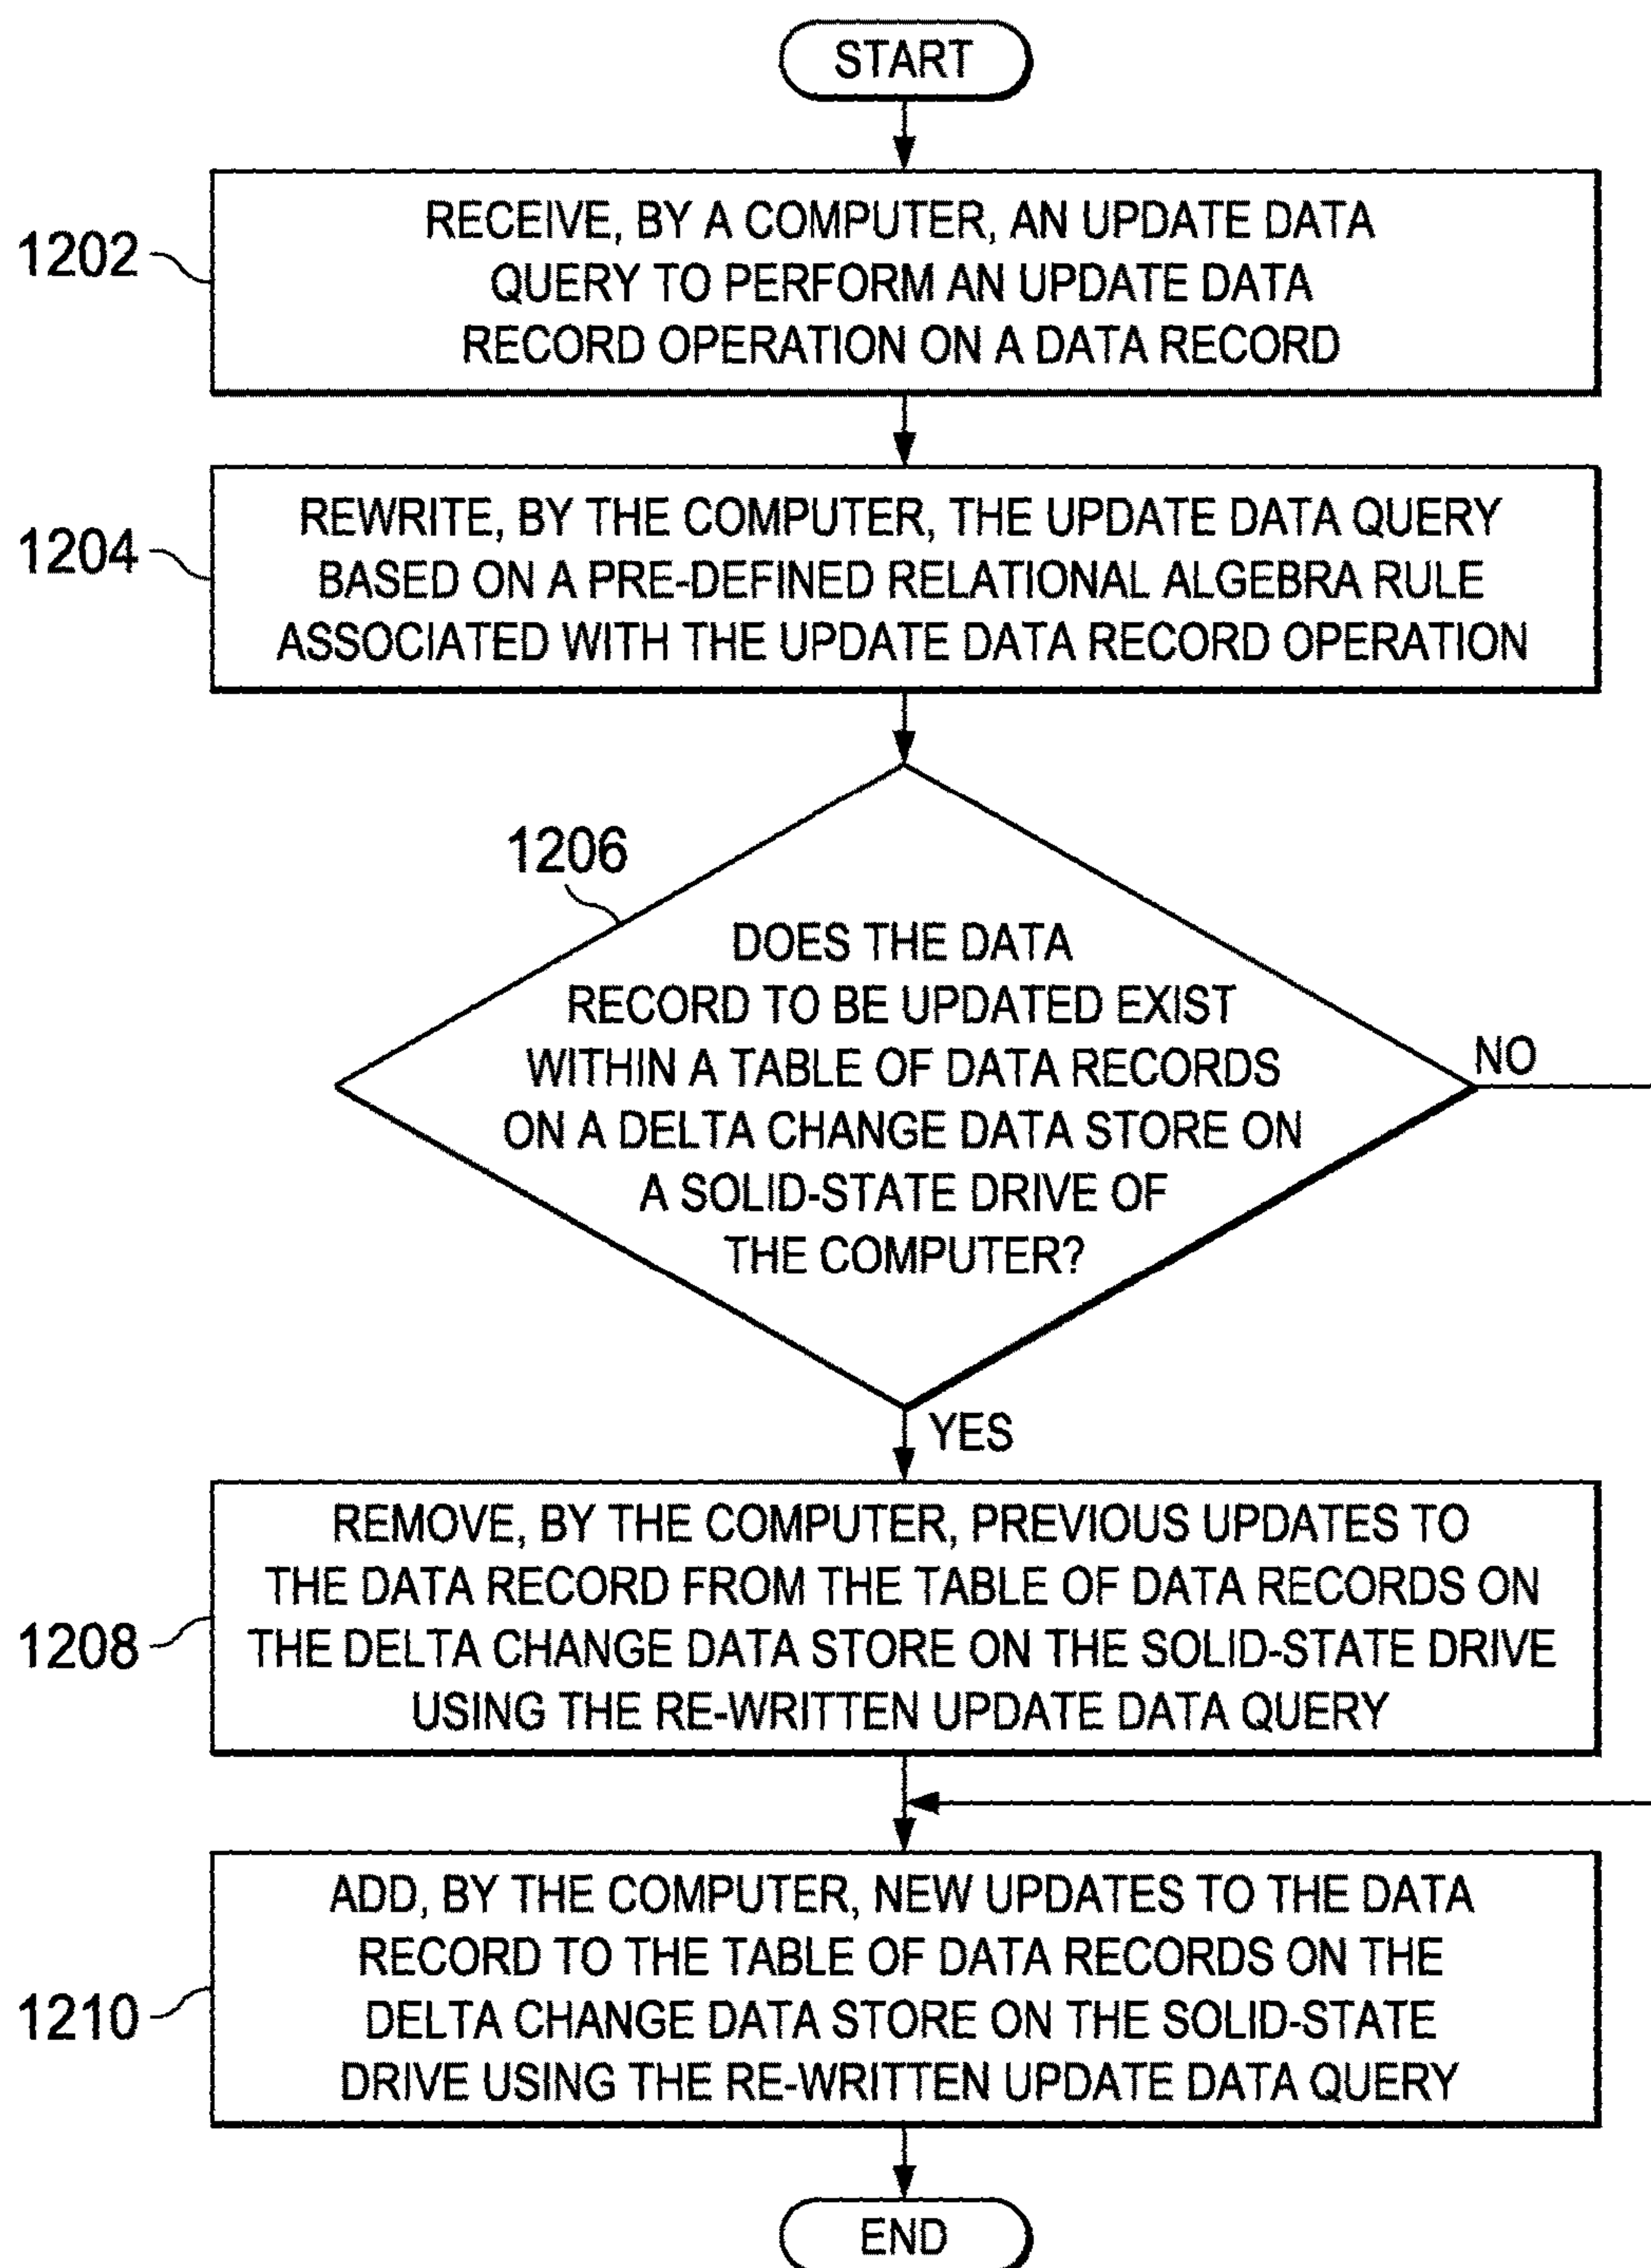 START
1202
RECEIVE, BY A COMPUTER, AN UPDATE DATA
QUERY TO PERFORM AN UPDATE DATA
RECORD OPERATION ON A DATA RECORD
1204
REWRITE, BY THE COMPUTER, THE UPDATE DATA QUERY
BASED ON A PRE-DEFINED RELATIONAL ALGEBRA RULE
ASSOCIATED WITH THE UPDATE DATA RECORD OPERATION
1206
DOES THE DATA
RECORD TO BE UPDATED EXIST
WITHIN A TABLE OF DATA RECORDS
ON A DELTA CHANGE DATA STORE ON
A SOLID-STATE DRIVE OF
THE COMPUTER?
NO
YES
1208
REMOVE, BY THE COMPUTER, PREVIOUS UPDATES TO
THE DATA RECORD FROM THE TABLE OF DATA RECORDS ON
THE DELTA CHANGE DATA STORE ON THE SOLID-STATE DRIVE
USING THE RE-WRITTEN UPDATE DATA QUERY
1210
ADD, BY THE COMPUTER, NEW UPDATES TO THE DATA
RECORD TO THE TABLE OF DATA RECORDS ON THE
DELTA CHANGE DATA STORE ON THE SOLID-STATE
DRIVE USING THE RE-WRITTEN UPDATE DATA QUERY
END